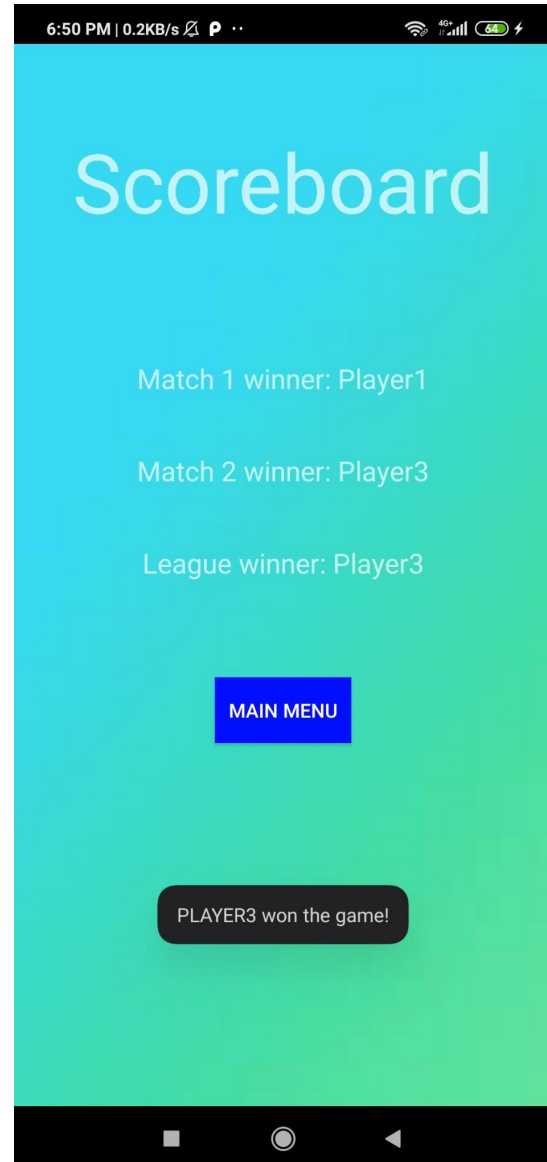 6:50 PM | 0.2KB/s P ·· 4G+ 64
Scoreboard
Match 1 winner: Player1
Match 2 winner: Player3
League winner: Player3
MAIN MENU
PLAYER3 won the game!